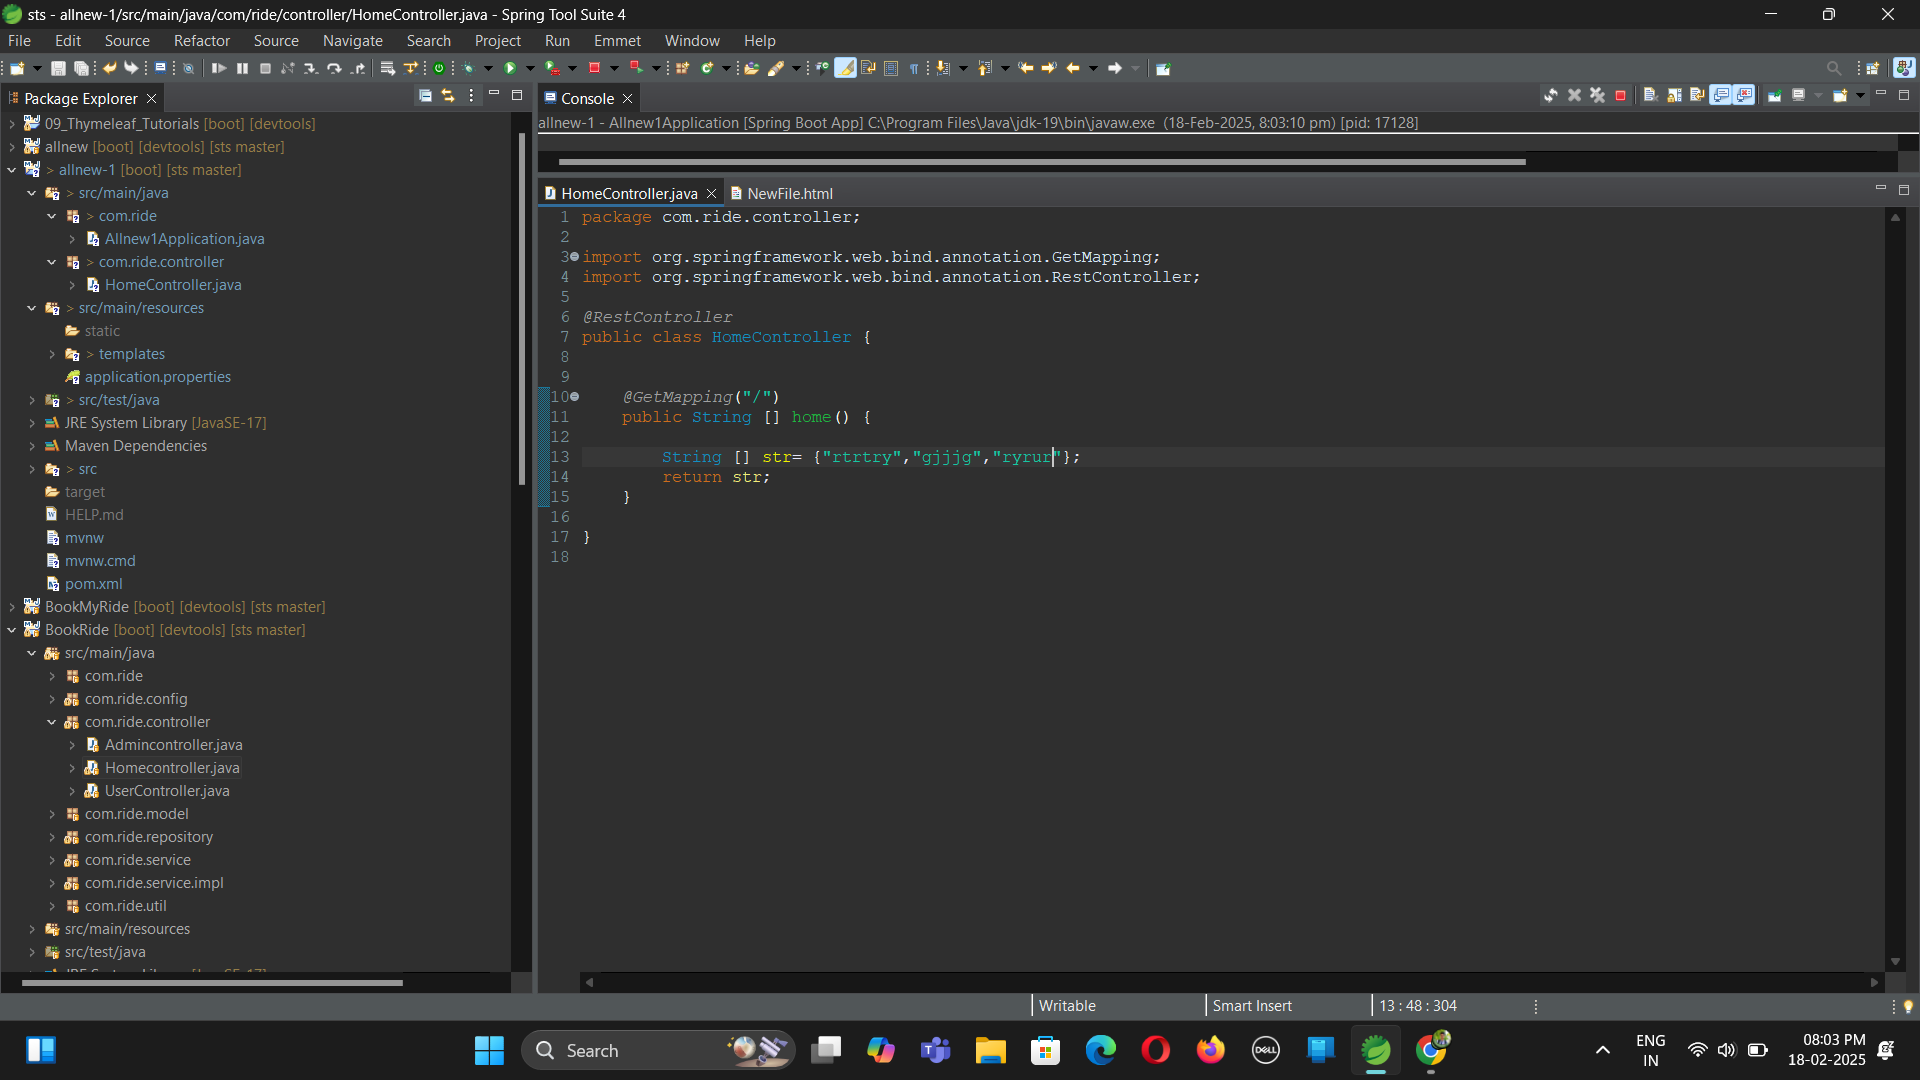 sts - allnew-1/src/main/java/com/ride/controller/HomeController.java - Spring Tool Suite 4
File Edit Source Refactor Source Navigate Search Project Run Emmet Window Help
Package Explorer
09_Thymeleaf_Tutorials [boot] [devtools]
allnew [boot] [devtools] [sts master]
> allnew-1 [boot] [sts master]
> src/main/java
> com.ride
Allnew1Application.java
> com.ride.controller
HomeController.java
> src/main/resources
static
> templates
application.properties
> src/test/java
JRE System Library [JavaSE-17]
Maven Dependencies
> src
target
HELP.md
mvnw
mvnw.cmd
pom.xml
BookMyRide [boot] [devtools] [sts master]
BookRide [boot] [devtools] [sts master]
src/main/java
com.ride
com.ride.config
com.ride.controller
Admincontroller.java
Homecontroller.java
UserController.java
com.ride.model
com.ride.repository
com.ride.service
com.ride.service.impl
com.ride.util
src/main/resources
src/test/java
Console
allnew-1 - Allnew1Application [Spring Boot App] C:\Program Files\Java\jdk-19\bin\javaw.exe (18-Feb-2025, 8:03:10 pm) [pid: 17128]
HomeController.java NewFile.html
1 package com.ride.controller;
2
3 import org.springframework.web.bind.annotation.GetMapping;
4 import org.springframework.web.bind.annotation.RestController;
5
6 @RestController
7 public class HomeController {
8
9
10 @GetMapping("/")
11 public String [] home() {
12
13 String [] str= {"rtrtry","gjjjg","ryrur"};
14 return str;
15 }
16
17 }
18
Writable Smart Insert 13 : 48 : 304
Search
DELL
ENG
IN
08:03 PM
18-02-2025